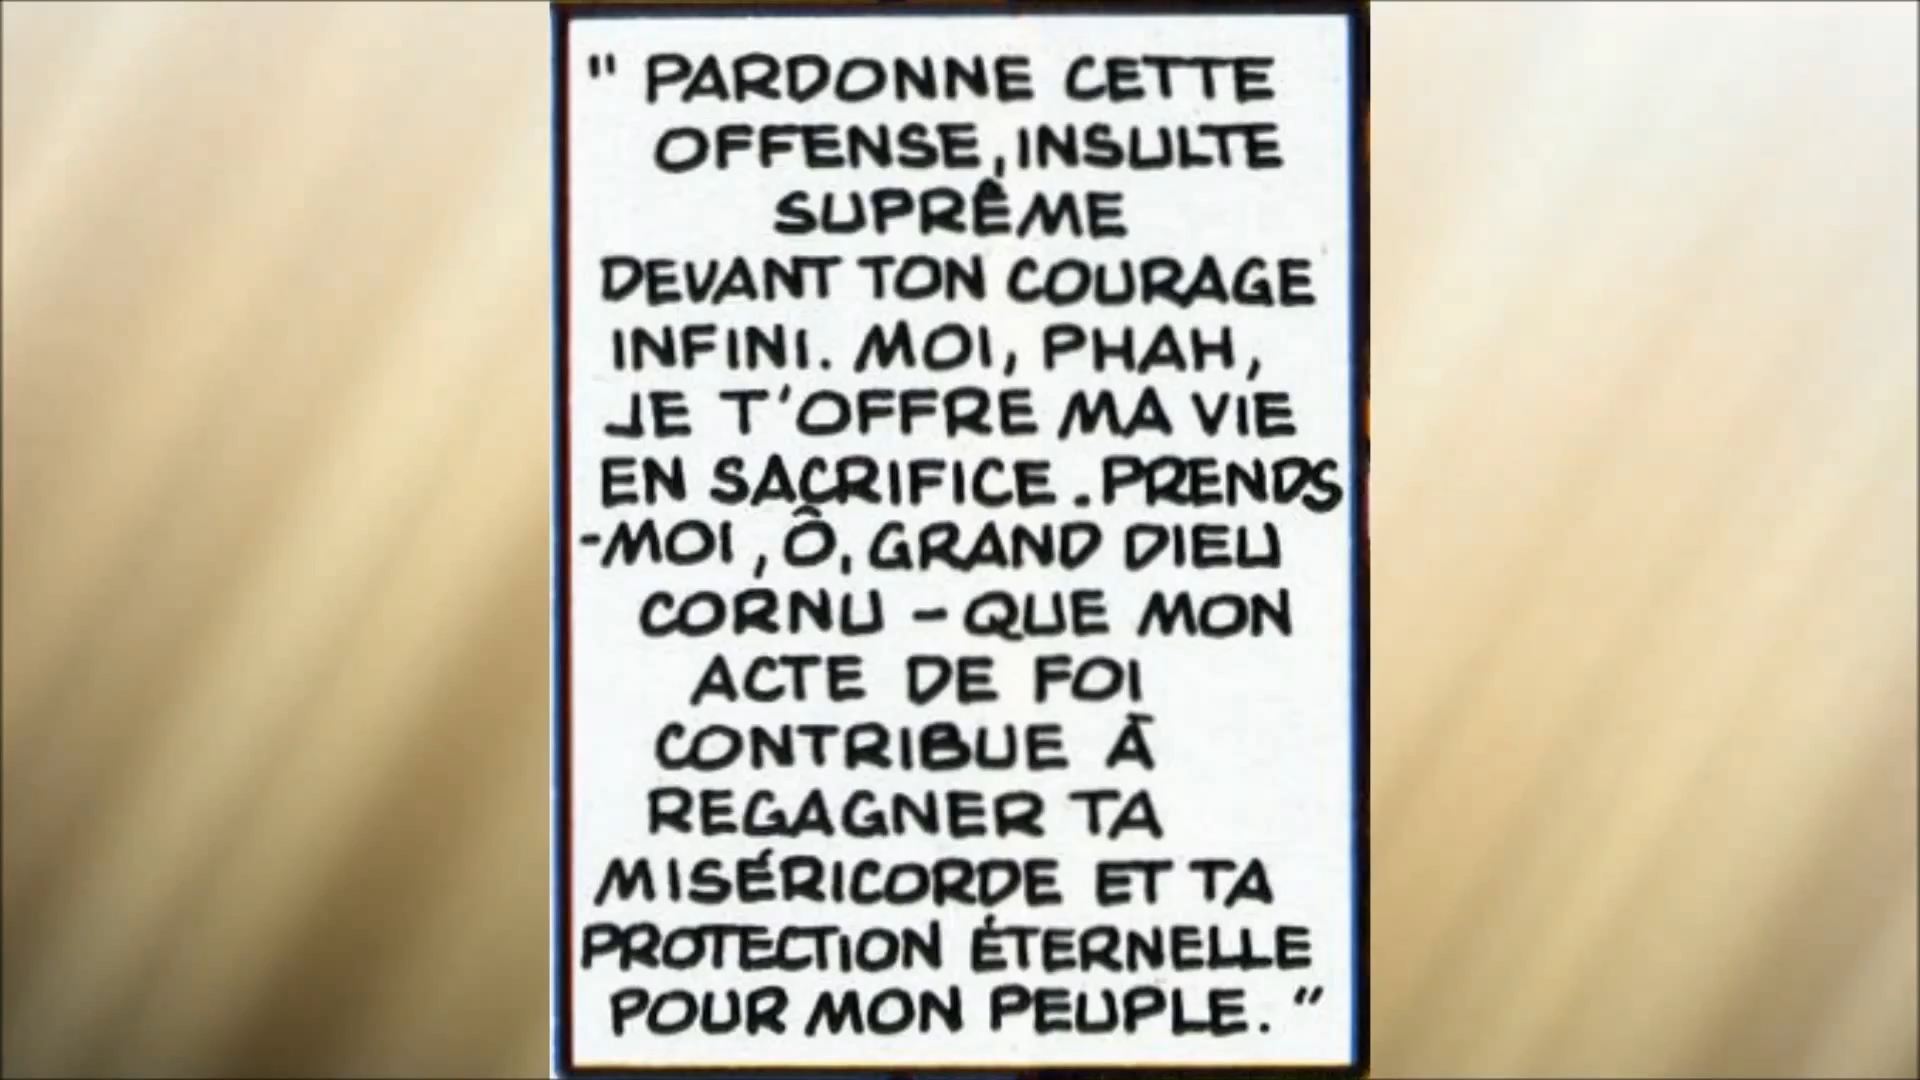 " PARDONNE CETTE
OFFENSE, INSULTE
SUPRÊME
DEVANT TON COURAGE
INFINI. MOI, PHAH,
JE T'OFFRE MA VIE
EN SACRIFICE. PRENDS
-MOI, Ô, GRAND DIEU
CORNU - QUE MON
ACTE DE FOI
CONTRIBUE À
REGAGNER TA
MISÉRICORDE ET TA
PROTECTION ÉTERNELLE
POUR MON PEUPLE. "